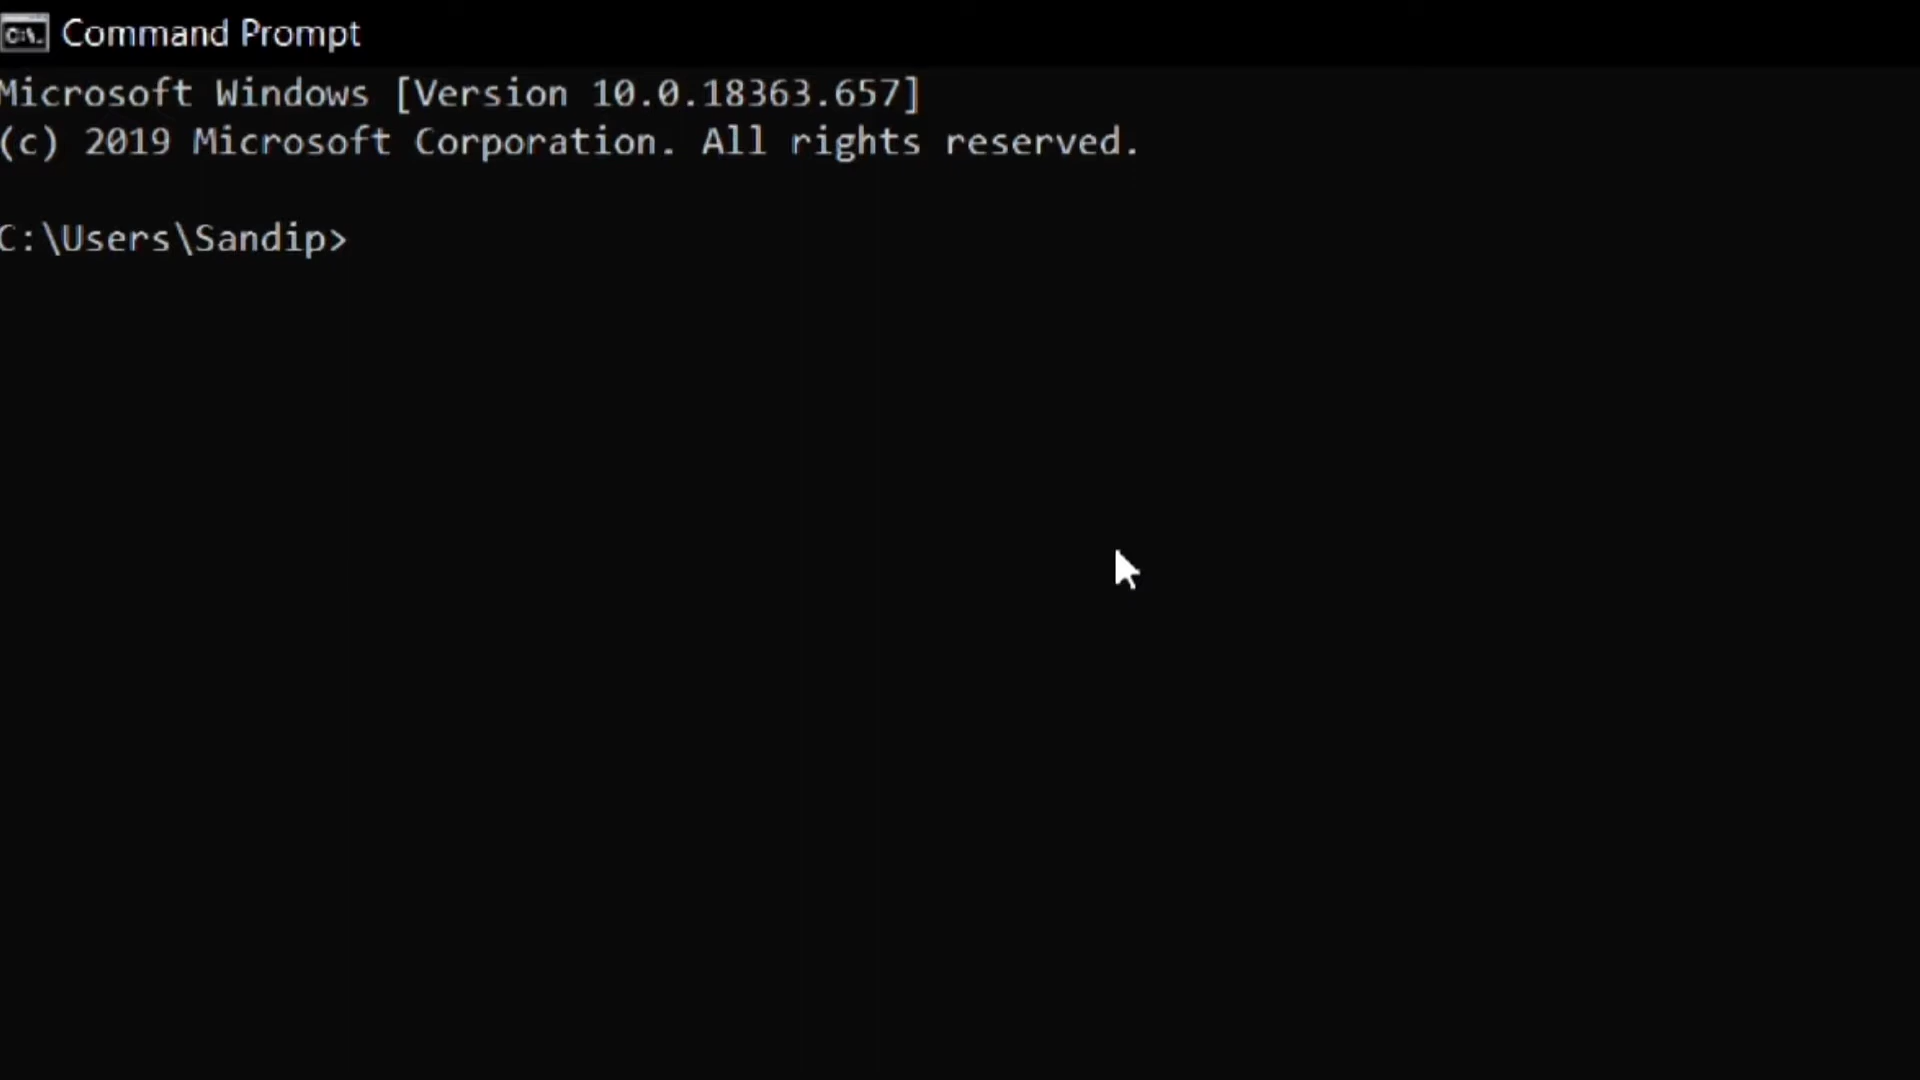 Command Prompt
Microsoft Windows [Version 10.0.18363.657]
(c) 2019 Microsoft Corporation. All rights reserved.
C:\Users\Sandip>